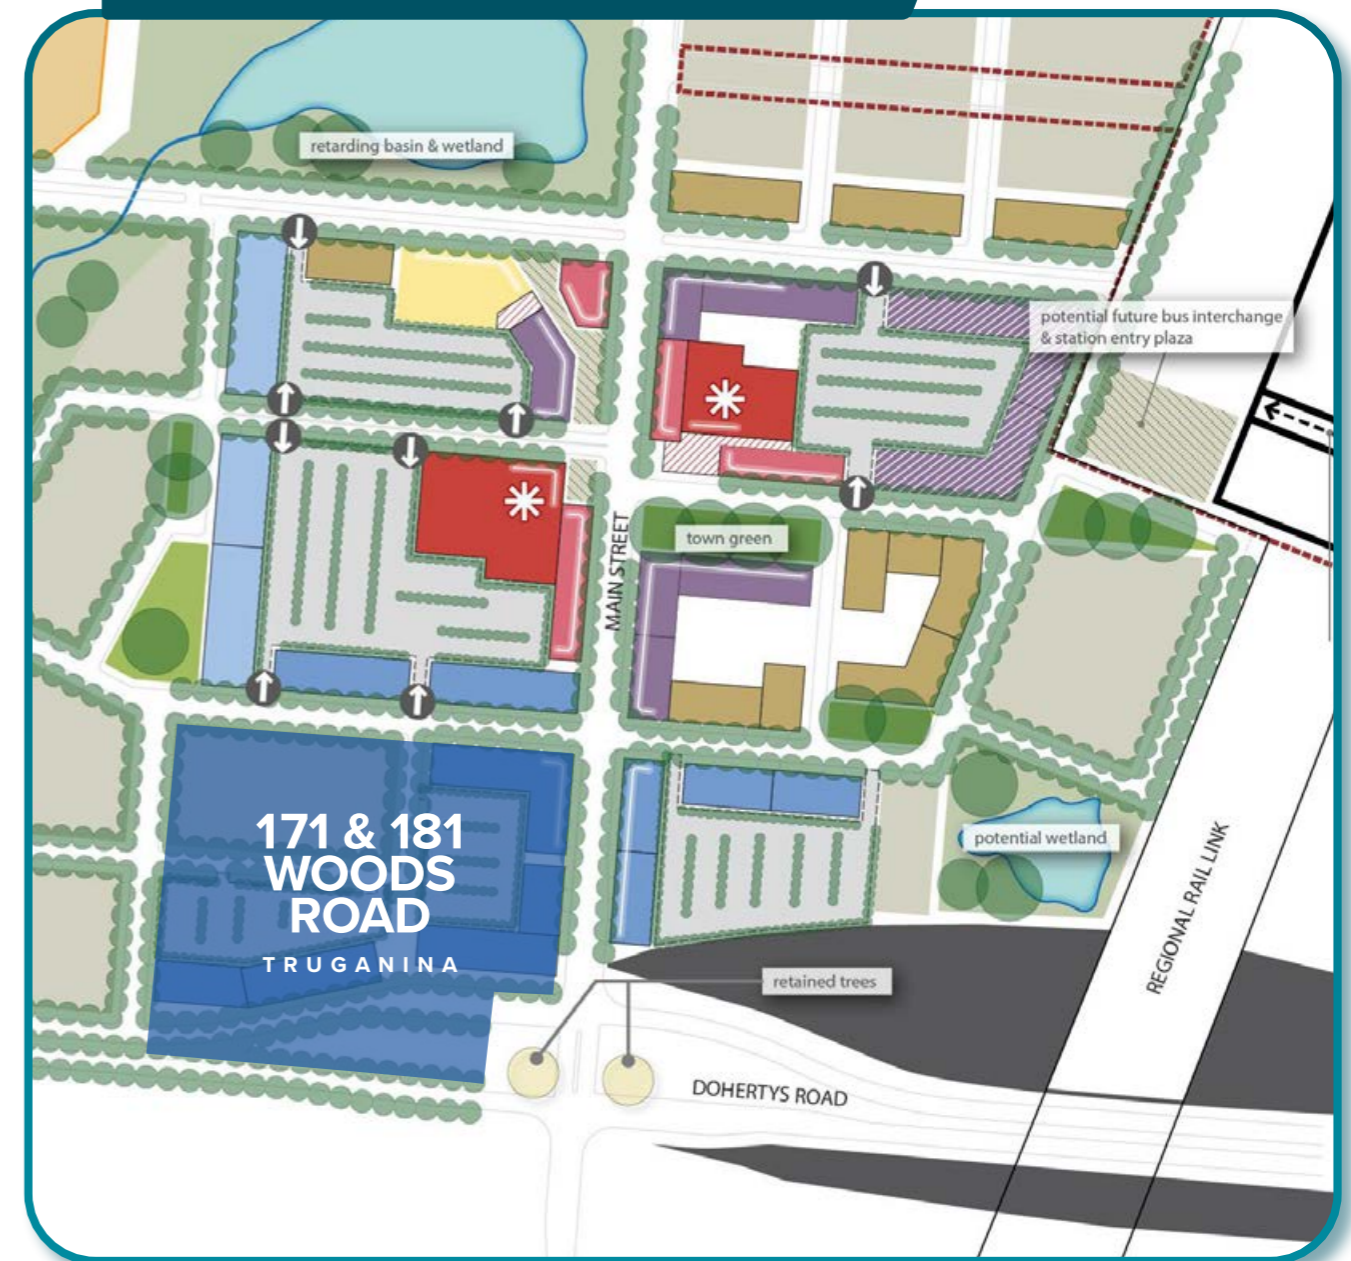 retarding basin & wetland
potential future bus interchange
& station entry plaza
MAIN STREET
town green
171 & 181
WOODS
ROAD
TRUGANINA
potential wetland
REGIONAL RAIL LINK
retained trees
DOHERTYS ROAD